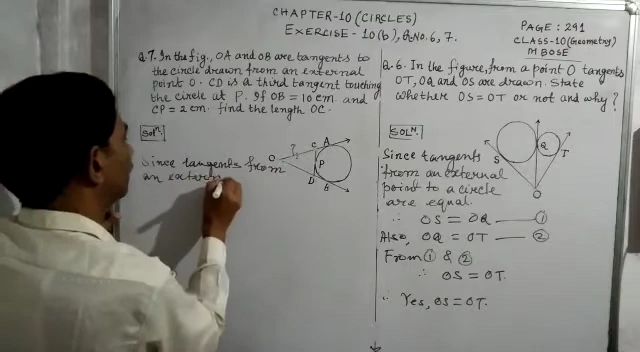 CHAPTER-10 (CIRCLES)
EXERCISE-10(b), Q.NO.6, 7.
PAGE: 291
CLASS-10 (Geometry)
MBOSE
Q.7. In the fig., OA and OB are tangents to
the circle drawn from an external
point O. CD is a third tangent touching
the circle at P. If OB = 10 cm and
CP = 2 cm. find the length OC.
Soln.
O
?
C
A
P
D
B
Since tangents from
an extern
Q.6. In the figure, from a point O tangents
OT, OQ and OS are drawn. State
whether OS = OT or not and why?
SOLN.
S
Q
T
O
Since tangents
from an external
point to a circle
are equal.
∴ OS = OQ —— ①
Also, OQ = OT —— ②
From ① & ②
∴ OS = OT.
∴ Yes, OS = OT.